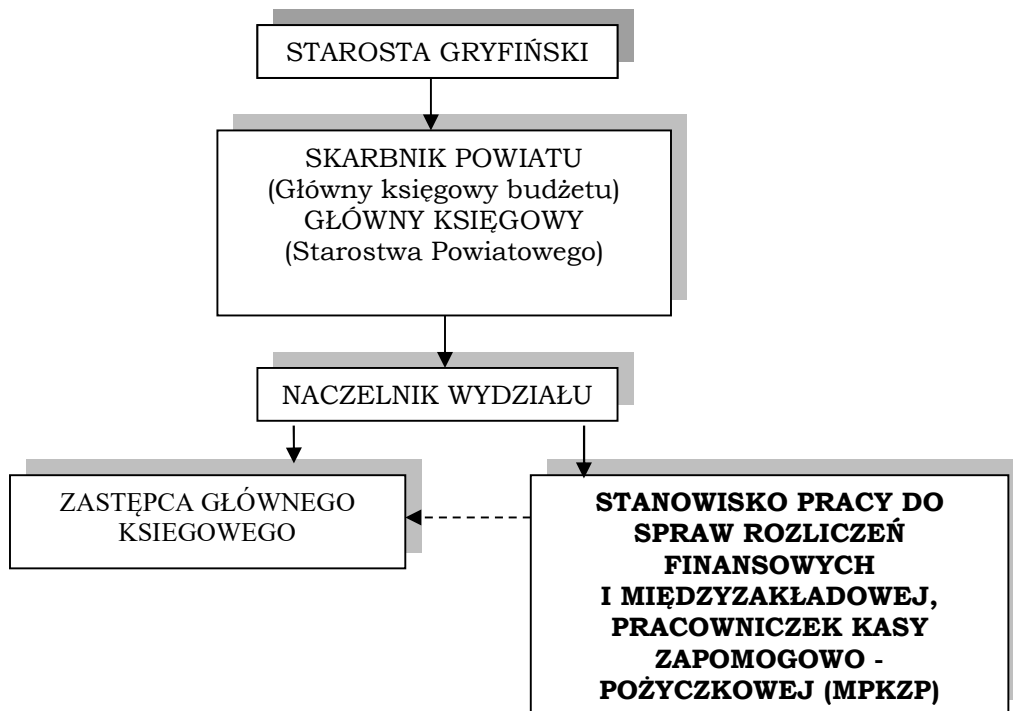 STAROSTA GRYFIŃSKI
SKARBNIK POWIATU
(Główny księgowy budżetu)
GŁÓWNY KSIĘGOWY
(Starostwa Powiatowego)
NACZELNIK WYDZIAŁU
ZASTĘPCA GŁÓWNEGO
KSIEGOWEGO
STANOWISKO PRACY DO
SPRAW ROZLICZEŃ
FINANSOWYCH
I MIĘDZYZAKŁADOWEJ,
PRACOWNICZEK KASY
ZAPOMOGOWO -
POŻYCZKOWEJ (MPKZP)